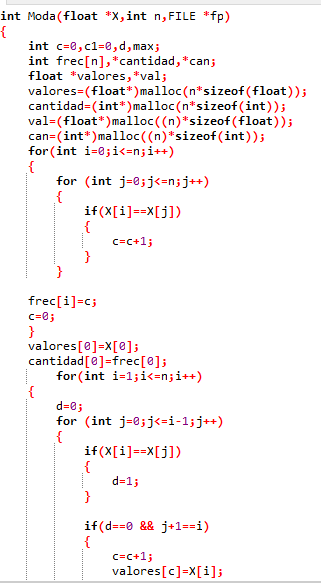 int Moda(float *X,int n,FILE *fp)
{
    int c=0,c1=0,d,max;
    int frec[n],*cantidad,*can;
    float *valores,*val;
    valores=(float*)malloc(n*sizeof(float));
    cantidad=(int*)malloc(n*sizeof(int));
    val=(float*)malloc((n)*sizeof(float));
    can=(int*)malloc((n)*sizeof(int));
    for(int i=0;i<=n;i++)
    {
        for (int j=0;j<=n;j++)
        {
            if(X[i]==X[j])
            {
                c=c+1;
            }
        }

    frec[i]=c;
    c=0;
    }
    valores[0]=X[0];
    cantidad[0]=frec[0];
        for(int i=1;i<=n;i++)
    {
        d=0;
        for (int j=0;j<=i-1;j++)
        {
            if(X[i]==X[j])
            {
                d=1;
            }

            if(d==0 && j+1==i)
            {
                c=c+1;
                valores[c]=X[i];